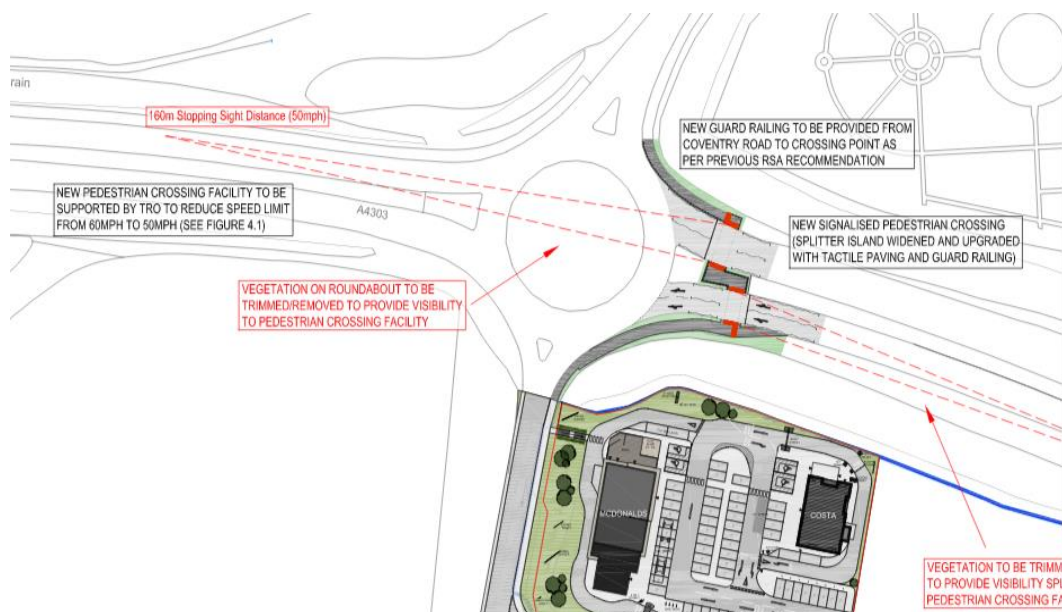 rain
160m Stopping Sight Distance (50mph)
NEW GUARD RAILING TO BE PROVIDED FROM
COVENTRY ROAD TO CROSSING POINT AS
PER PREVIOUS RSA RECOMMENDATION
NEW PEDESTRIAN CROSSING FACILITY TO BE
SUPPORTED BY TRO TO REDUCE SPEED LIMIT
FROM 60MPH TO 50MPH (SEE FIGURE 4.1)
A4303
NEW SIGNALISED PEDESTRIAN CROSSING
(SPLITTER ISLAND WIDENED AND UPGRADED
WITH TACTILE PAVING AND GUARD RAILING)
VEGETATION ON ROUNDABOUT TO BE
TRIMMED/REMOVED TO PROVIDE VISIBILITY
TO PEDESTRIAN CROSSING FACILITY
MCDONALDS
COSTA
VEGETATION TO BE TRIMM
TO PROVIDE VISIBILITY SP
PEDESTRIAN CROSSING FA